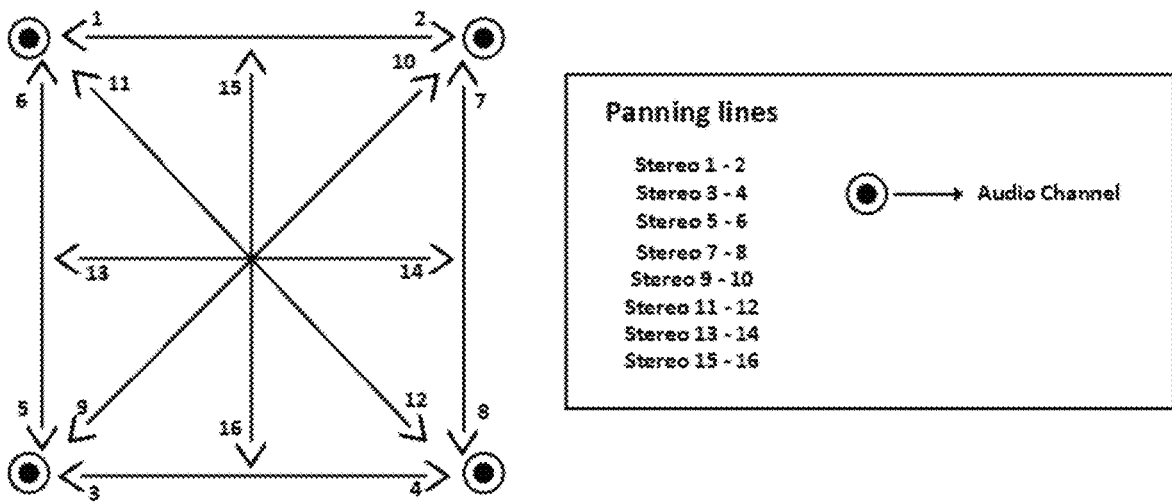 1
2
11
10
15
6
7
13
14
5
9
12
8
16
3
4
Panning lines
Stereo 1 - 2
Stereo 3 - 4
Stereo 5 - 6
Stereo 7 - 8
Stereo 9 - 10
Stereo 11 - 12
Stereo 13 - 14
Stereo 15 - 16
Audio Channel